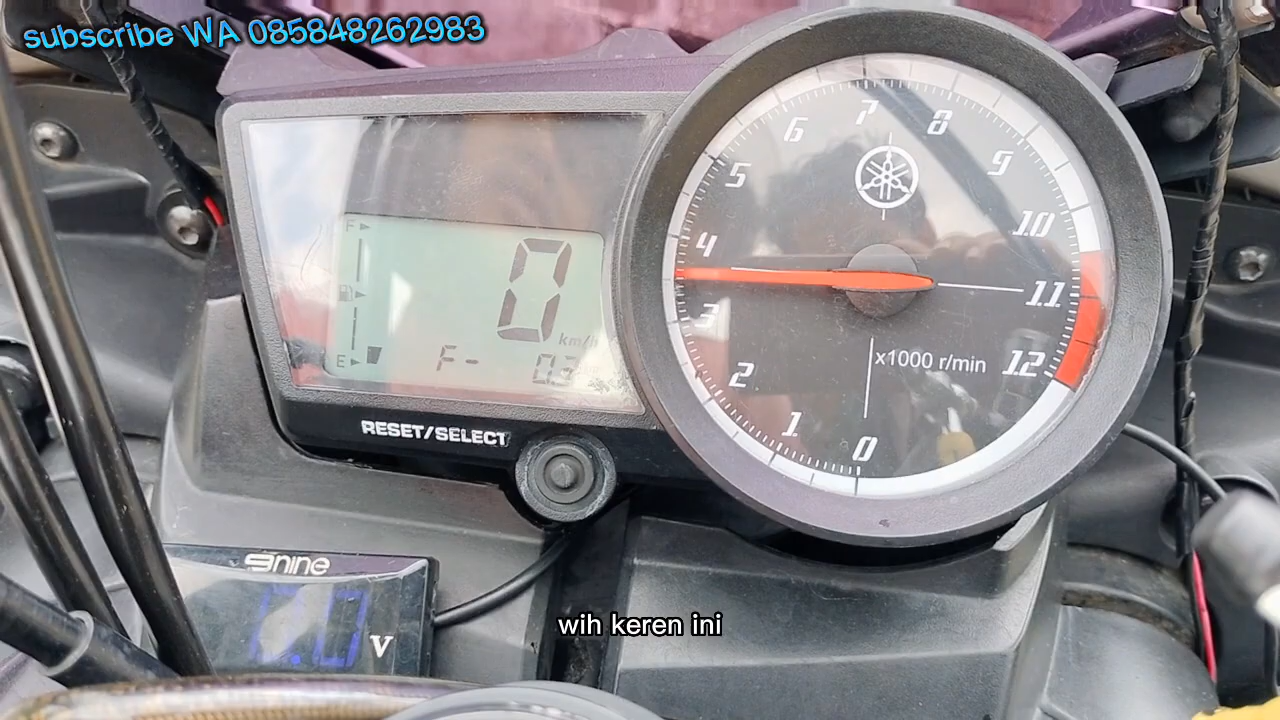 subscribe WA 085848262983
F
0
km/h
E
F-
RESET/SELECT
0
1
2
3
4
5
6
7
8
9
10
11
12
x1000 r/min
9nine
V
wih keren ini